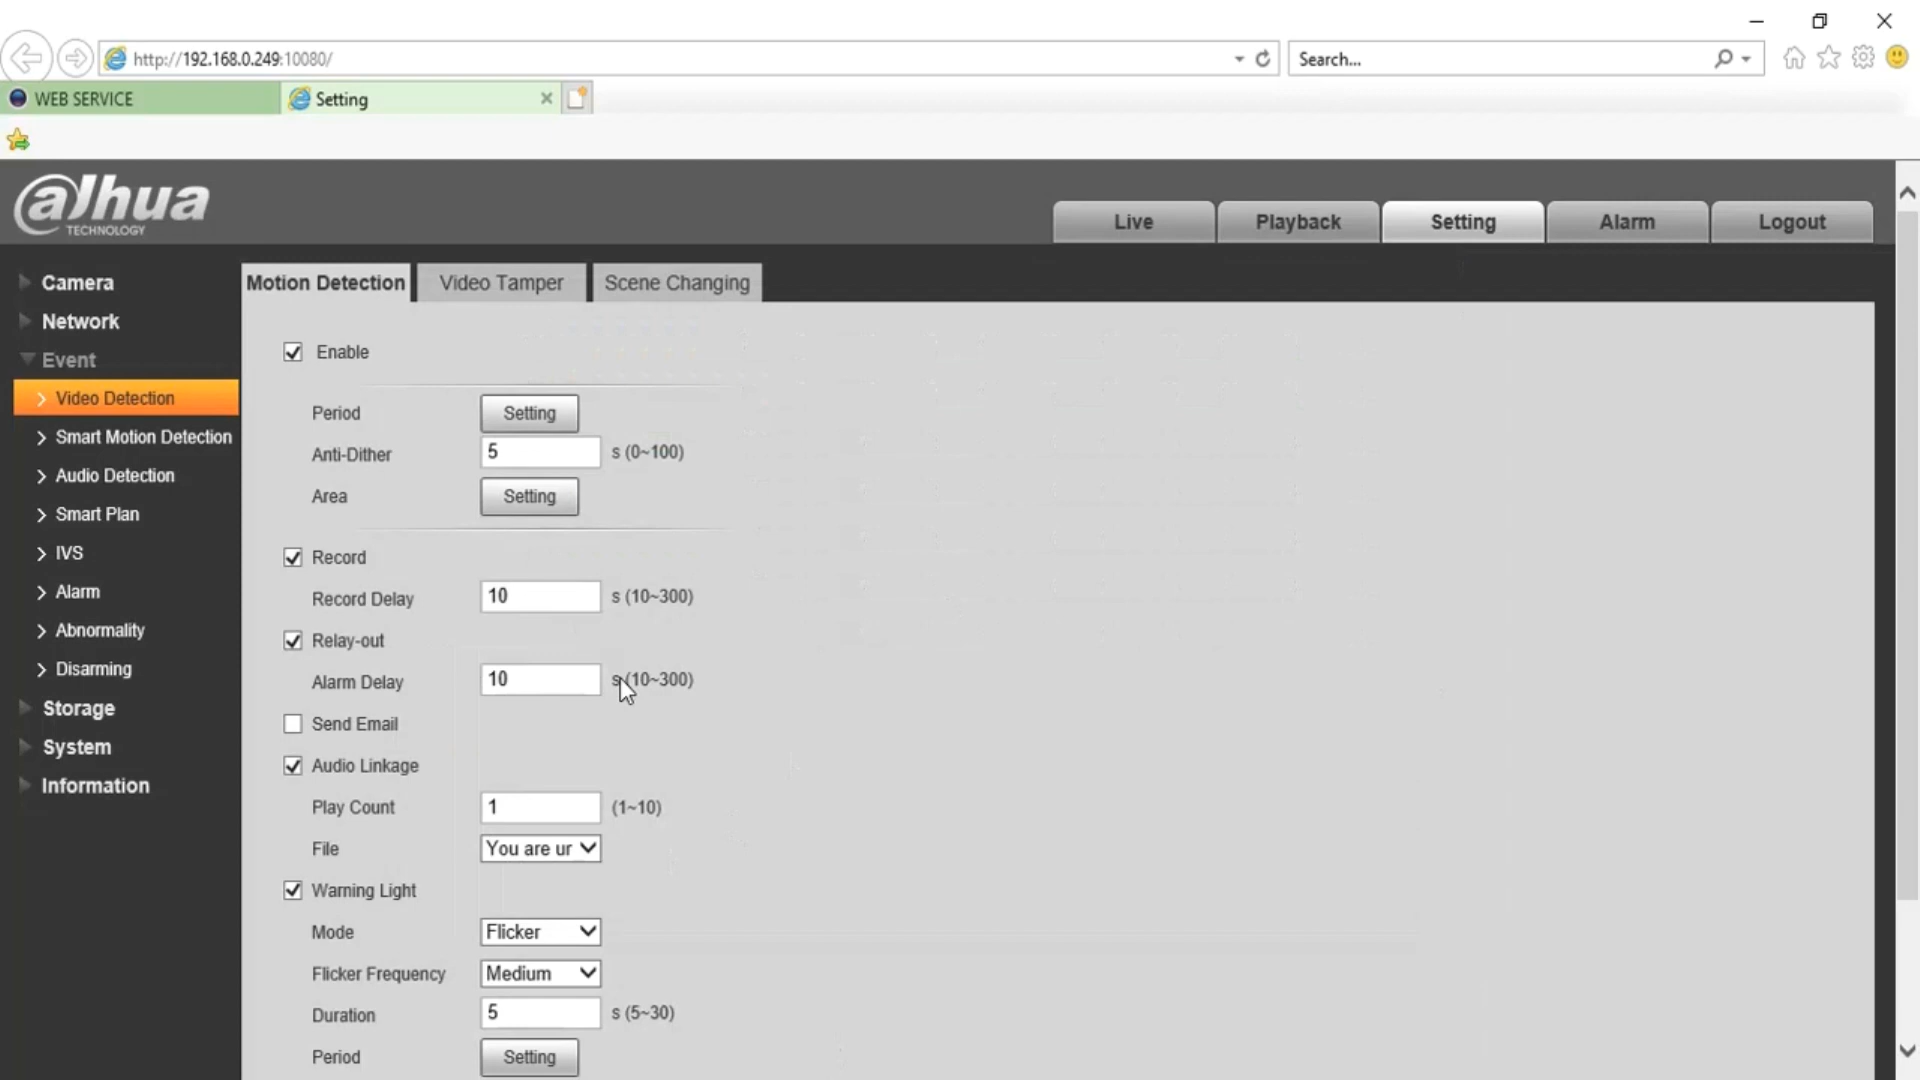 http://192.168.0.249:10080/
Search...
WEB SERVICE
Setting
alhua
TECHNOLOGY
Live
Playback
Setting
Alarm
Logout
Camera
Network
Event
Video Detection
Smart Motion Detection
Audio Detection
Smart Plan
IVS
Alarm
Abnormality
Disarming
Storage
System
Information
Motion Detection
Video Tamper
Scene Changing
Enable
Period Setting
Anti-Dither 5 s (0~100)
Area Setting
Record
Record Delay 10 s (10~300)
Relay-out
Alarm Delay 10 s (10~300)
Send Email
Audio Linkage
Play Count 1 (1~10)
File You are ur
Warning Light
Mode Flicker
Flicker Frequency Medium
Duration 5 s (5~30)
Period Setting